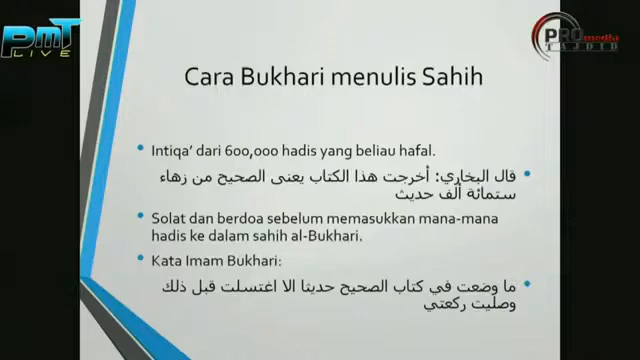 PMT
LIVE
PRO media
TAJDID
Cara Bukhari menulis Sahih
Intiqa’ dari 600,000 hadis yang beliau hafal.
قال البخاري: أخرجت هذا الكتاب يعنى الصحيح من زهاء
ستمائة ألف حديث
Solat dan berdoa sebelum memasukkan mana-mana
hadis ke dalam sahih al-Bukhari.
Kata Imam Bukhari:
ما وضعت في كتاب الصحيح حديثا الا اغتسلت قبل ذلك
وصليت ركعتي